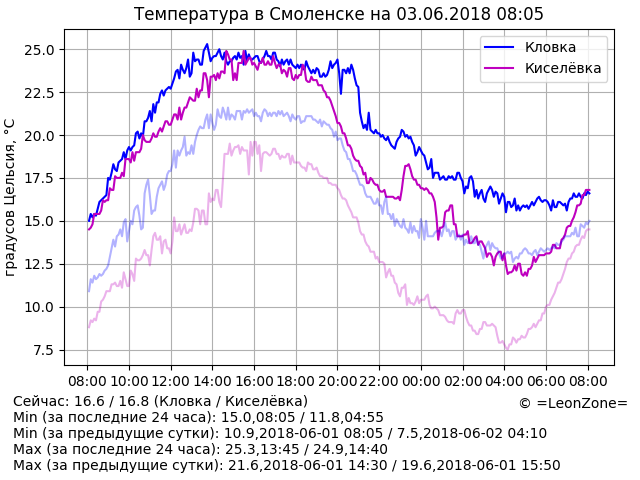 Температура в Смоленске на 03.06.2018 08:05
Кловка
Киселёвка
градусов Цельсия, °C
25.0
22.5
20.0
17.5
15.0
12.5
10.0
7.5
08:00 10:00 12:00 14:00 16:00 18:00 20:00 22:00 00:00 02:00 04:00 06:00 08:00
Сейчас: 16.6 / 16.8 (Кловка / Киселёвка)
© =LeonZone=
Min (за последние 24 часа): 15.0,08:05 / 11.8,04:55
Min (за предыдущие сутки): 10.9,2018-06-01 08:05 / 7.5,2018-06-02 04:10
Max (за последние 24 часа): 25.3,13:45 / 24.9,14:40
Max (за предыдущие сутки): 21.6,2018-06-01 14:30 / 19.6,2018-06-01 15:50